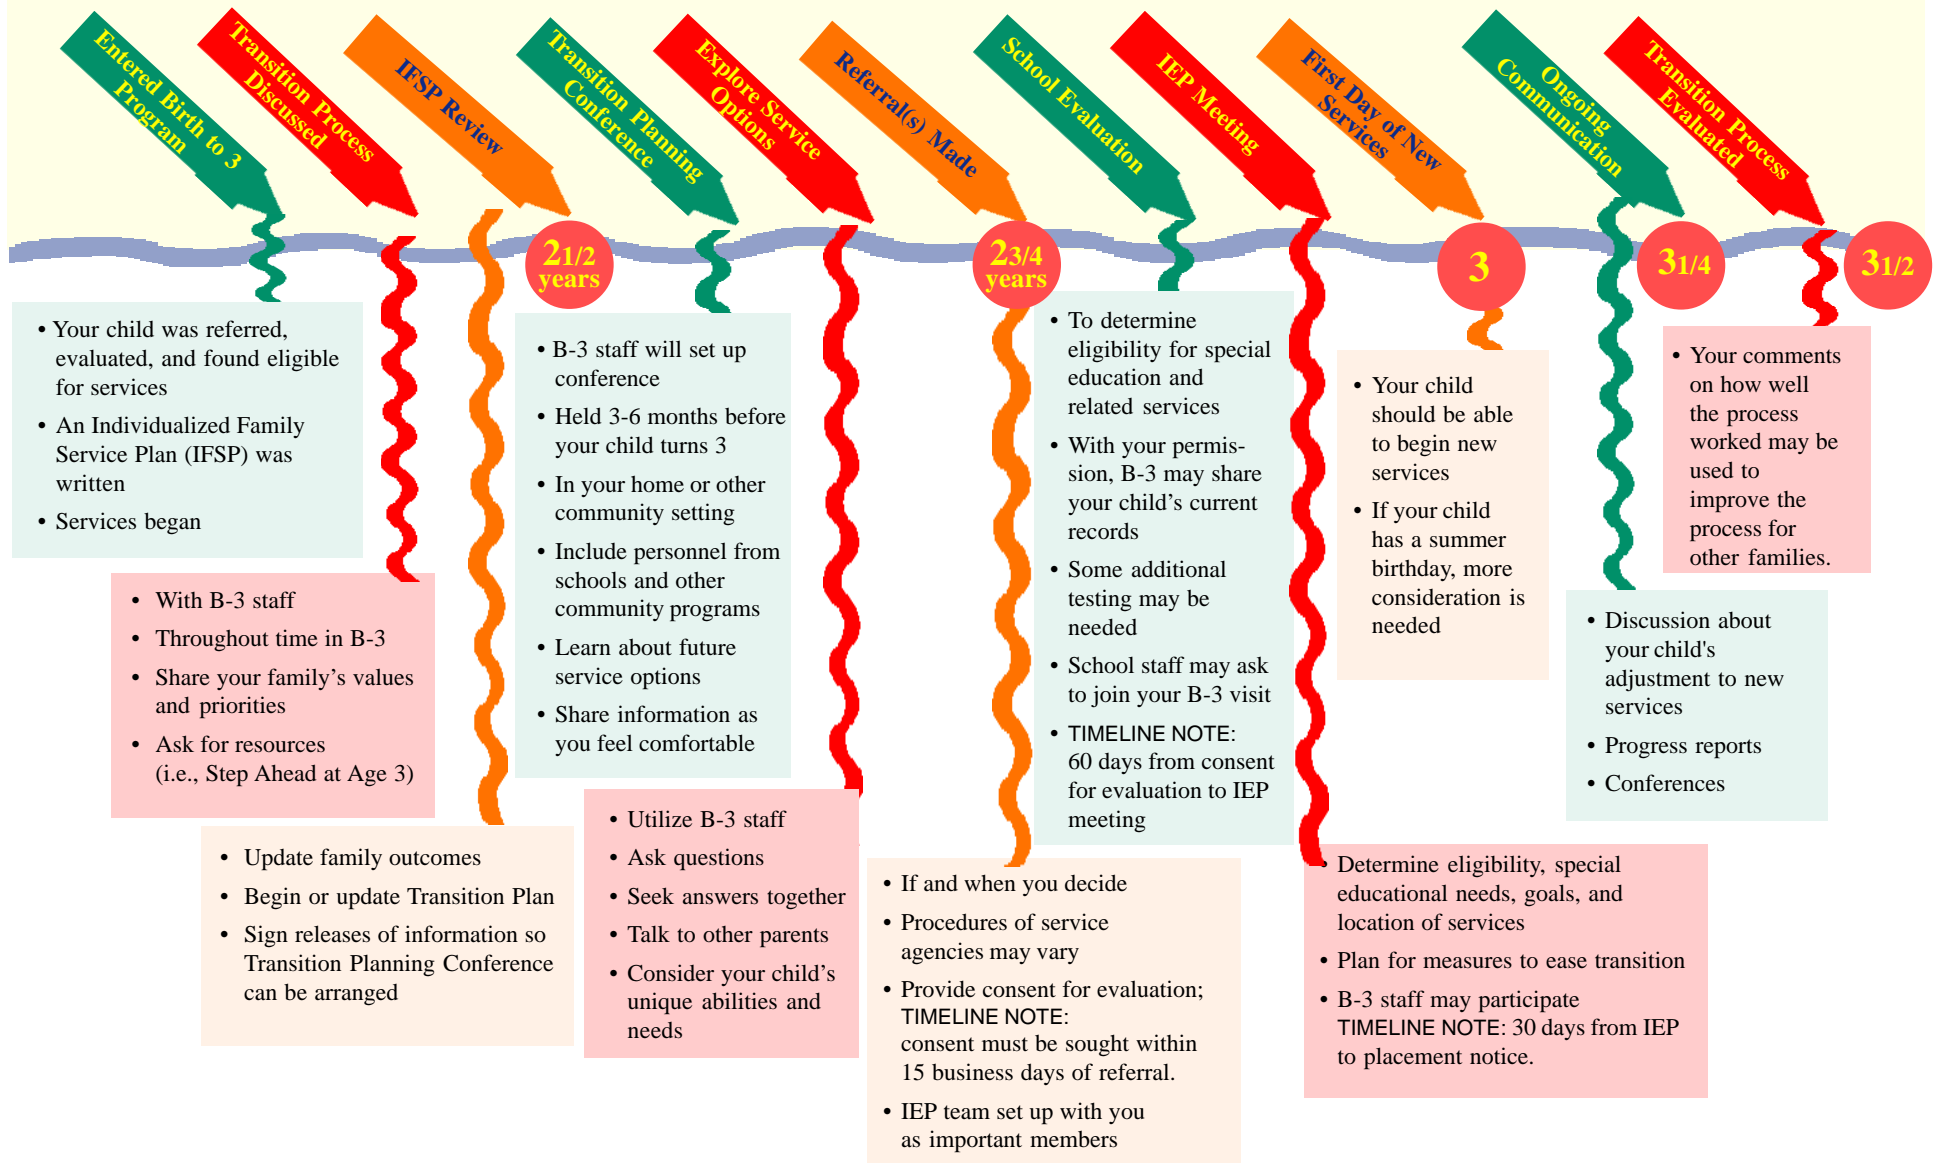 Entered Birth to 3
Program
Transition Process
Discussed
IFSP Review
Transition Planning
Conference
Explore Service
Options
Referral(s) Made
School Evaluation
IEP Meeting
First Day of New
Services
Ongoing
Communication
Transition Process
Evaluated
2 1/2
years
2 3/4
years
3
3 1/4
3 1/2
• Your child was referred,
evaluated, and found eligible
for services
• An Individualized Family
Service Plan (IFSP) was
written
• Services began
• With B-3 staff
• Throughout time in B-3
• Share your family's values
and priorities
• Ask for resources
(i.e., Step Ahead at Age 3)
• Update family outcomes
• Begin or update Transition Plan
• Sign releases of information so
Transition Planning Conference
can be arranged
• B-3 staff will set up
conference
• Held 3-6 months before
your child turns 3
• In your home or other
community setting
• Include personnel from
schools and other
community programs
• Learn about future
service options
• Share information as
you feel comfortable
• Utilize B-3 staff
• Ask questions
• Seek answers together
• Talk to other parents
• Consider your child's
unique abilities and
needs
• If and when you decide
• Procedures of service
agencies may vary
• Provide consent for evaluation;
TIMELINE NOTE:
consent must be sought within
15 business days of referral.
• IEP team set up with you
as important members
• To determine
eligibility for special
education and
related services
• With your permis-
sion, B-3 may share
your child's current
records
• Some additional
testing may be
needed
• School staff may ask
to join your B-3 visit
• TIMELINE NOTE:
60 days from consent
for evaluation to IEP
meeting
• Determine eligibility, special
educational needs, goals, and
location of services
• Plan for measures to ease transition
• B-3 staff may participate
TIMELINE NOTE: 30 days from IEP
to placement notice.
• Your child
should be able
to begin new
services
• If your child
has a summer
birthday, more
consideration is
needed
• Discussion about
your child's
adjustment to new
services
• Progress reports
• Conferences
• Your comments
on how well
the process
worked may be
used to
improve the
process for
other families.